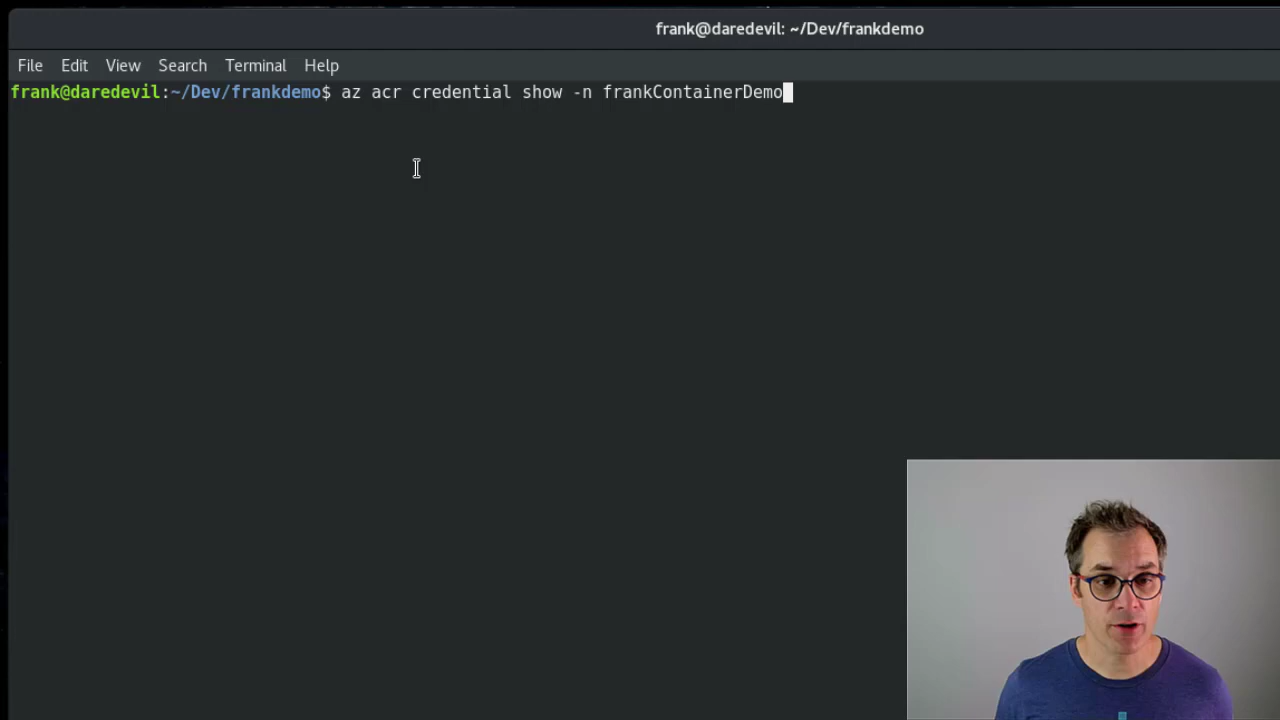 frank@daredevil: ~/Dev/frankdemo
File Edit View Search Terminal Help
frank@daredevil:~/Dev/frankdemo$ az acr credential show -n frankContainerDemo